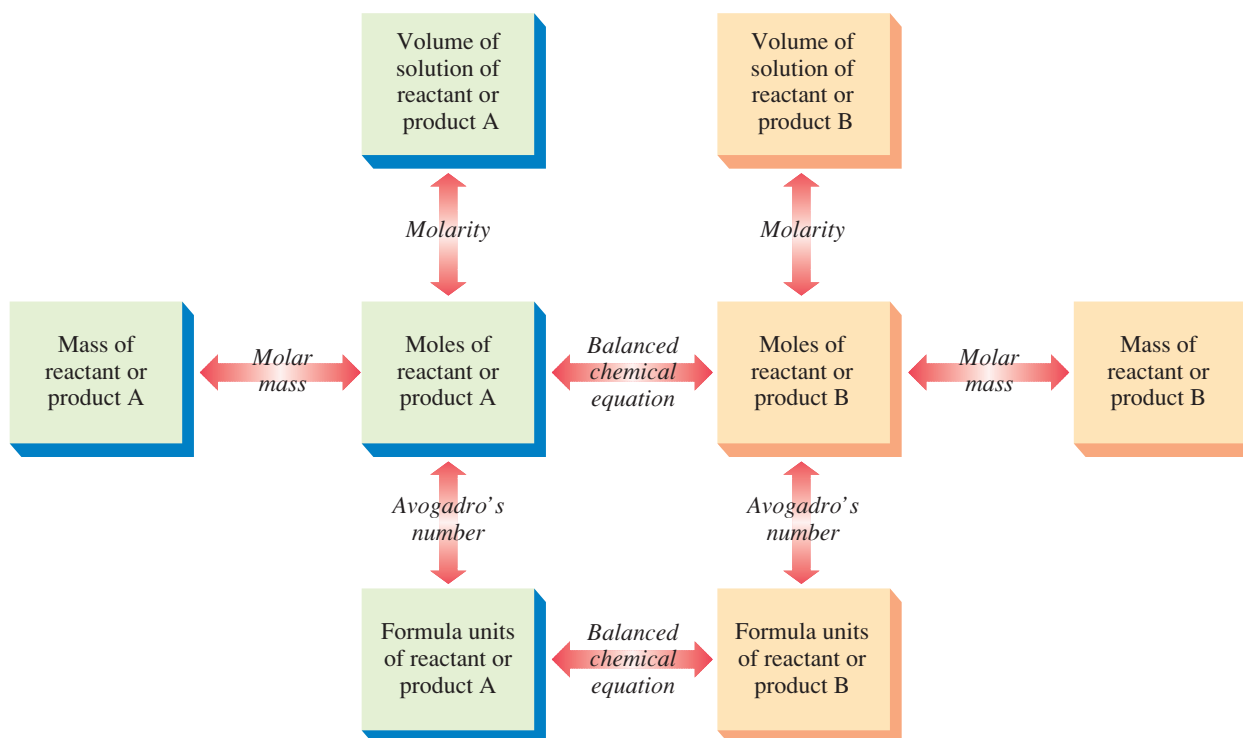 Volume of
solution of
reactant or
product A
Volume of
solution of
reactant or
product B
Molarity
Molarity
Mass of
reactant or
product A
Molar
mass
Moles of
reactant or
product A
Balanced
chemical
equation
Moles of
reactant or
product B
Molar
mass
Mass of
reactant or
product B
Avogadro's
number
Avogadro's
number
Formula units
of reactant or
product A
Balanced
chemical
equation
Formula units
of reactant or
product B